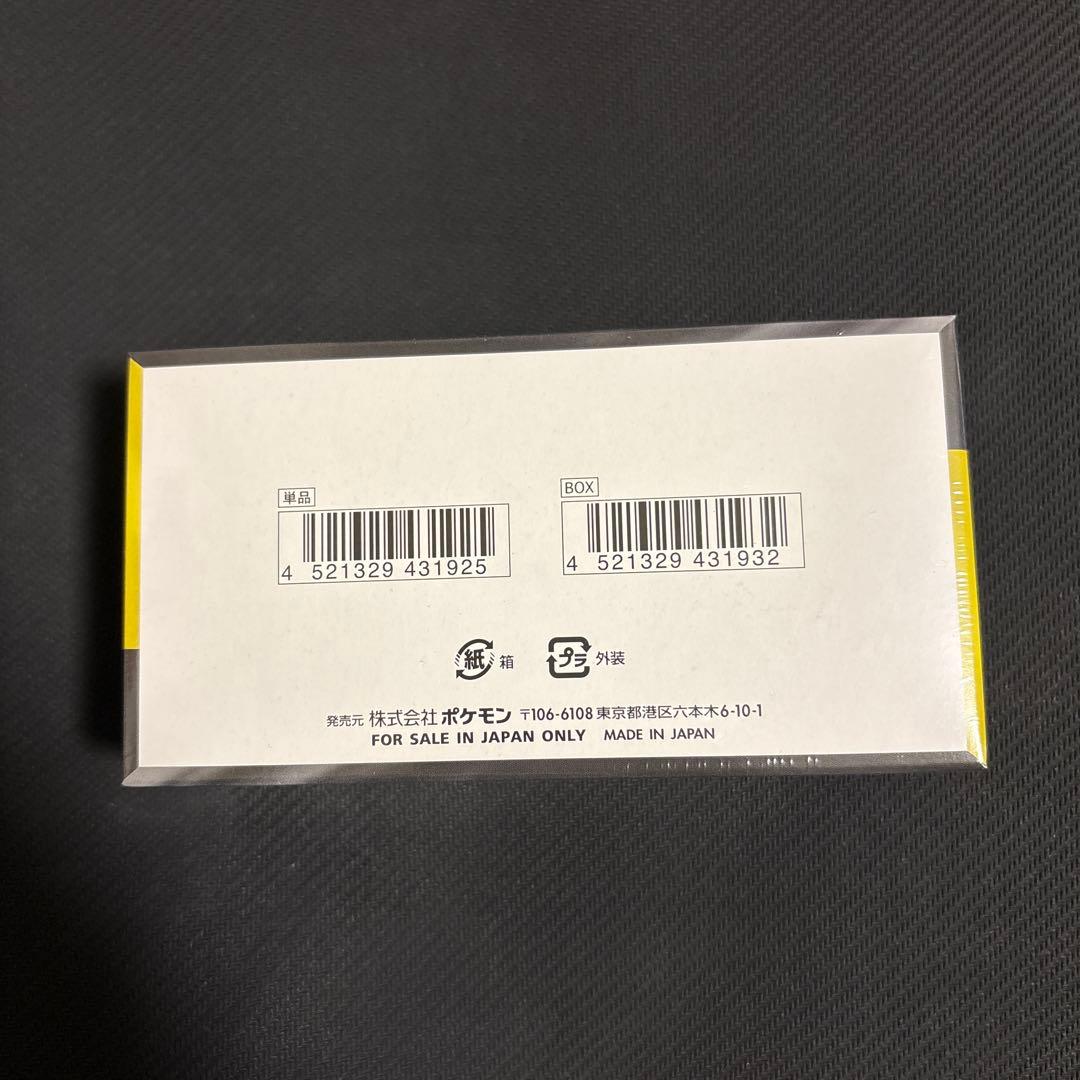 単品
4 521329 431925
BOX
4 521329 431932
紙 箱
プラ 外装
発売元 株式会社 ポケモン 〒106-6108 東京都港区六本木6-10-1
FOR SALE IN JAPAN ONLY MADE IN JAPAN